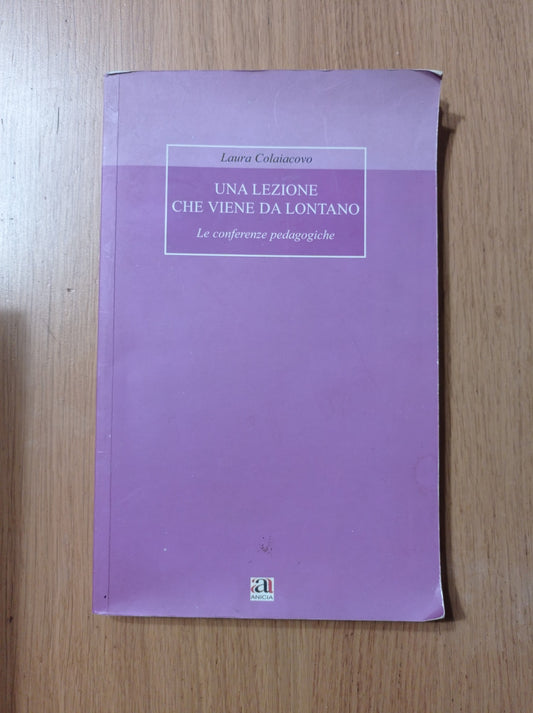 Laura Colaiacovo
UNA LEZIONE
CHE VIENE DA LONTANO
Le conferenze pedagogiche
a
ANICIA